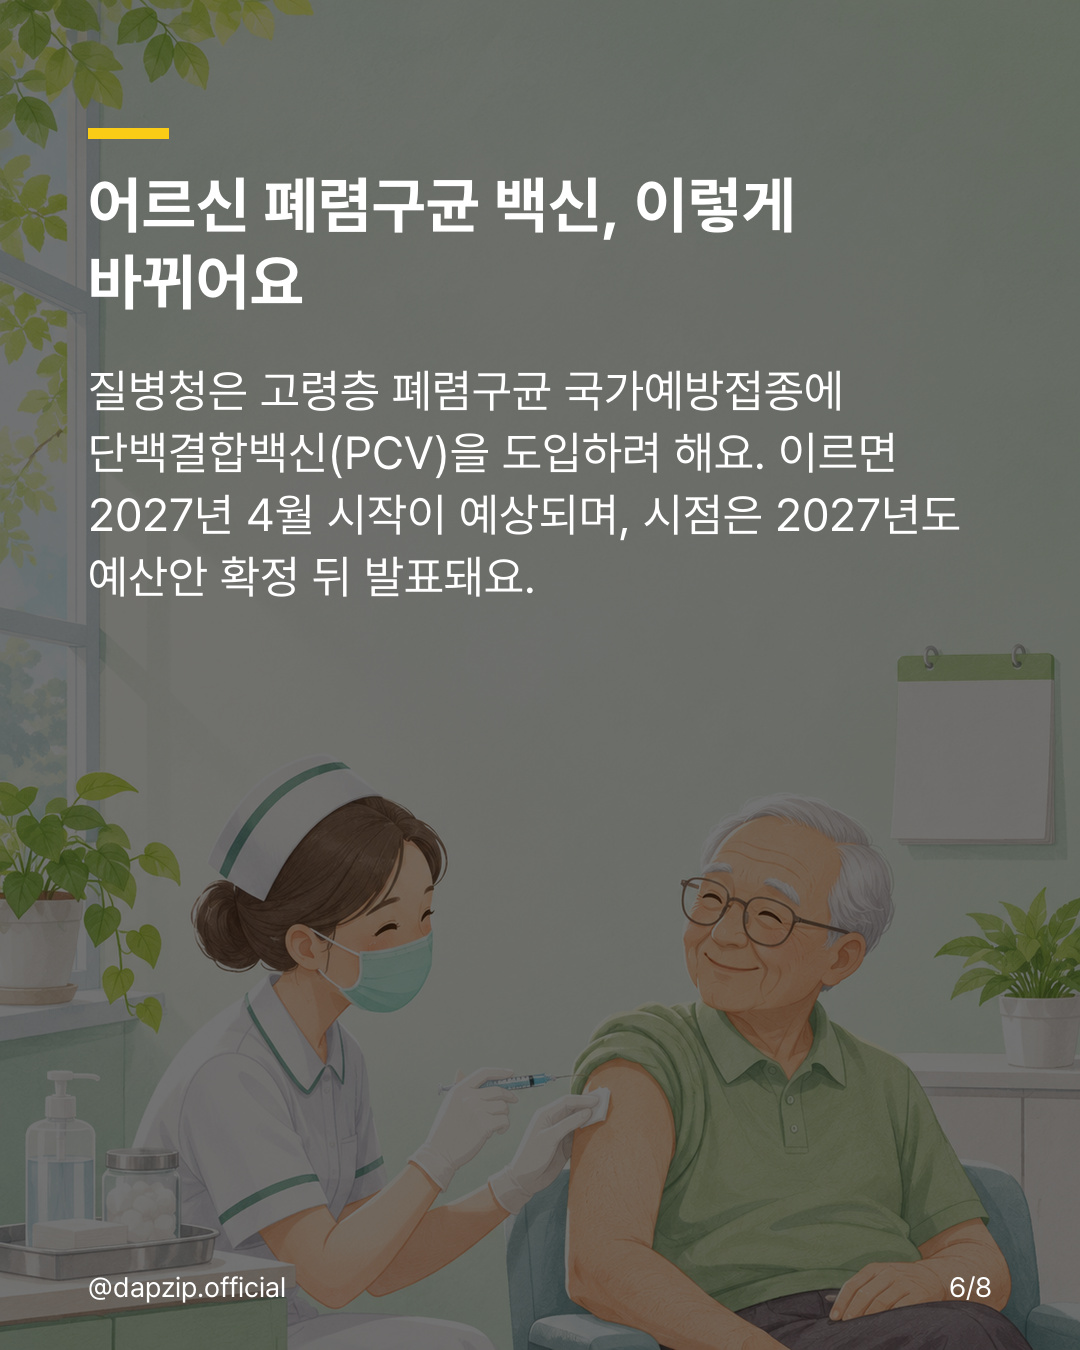 어르신 폐렴구균 백신, 이렇게
바뀌어요
질병청은 고령층 폐렴구균 국가예방접종에
단백결합백신(PCV)을 도입하려 해요. 이르면
2027년 4월 시작이 예상되며, 시점은 2027년도
예산안 확정 뒤 발표돼요.
@dapzip.official
6/8